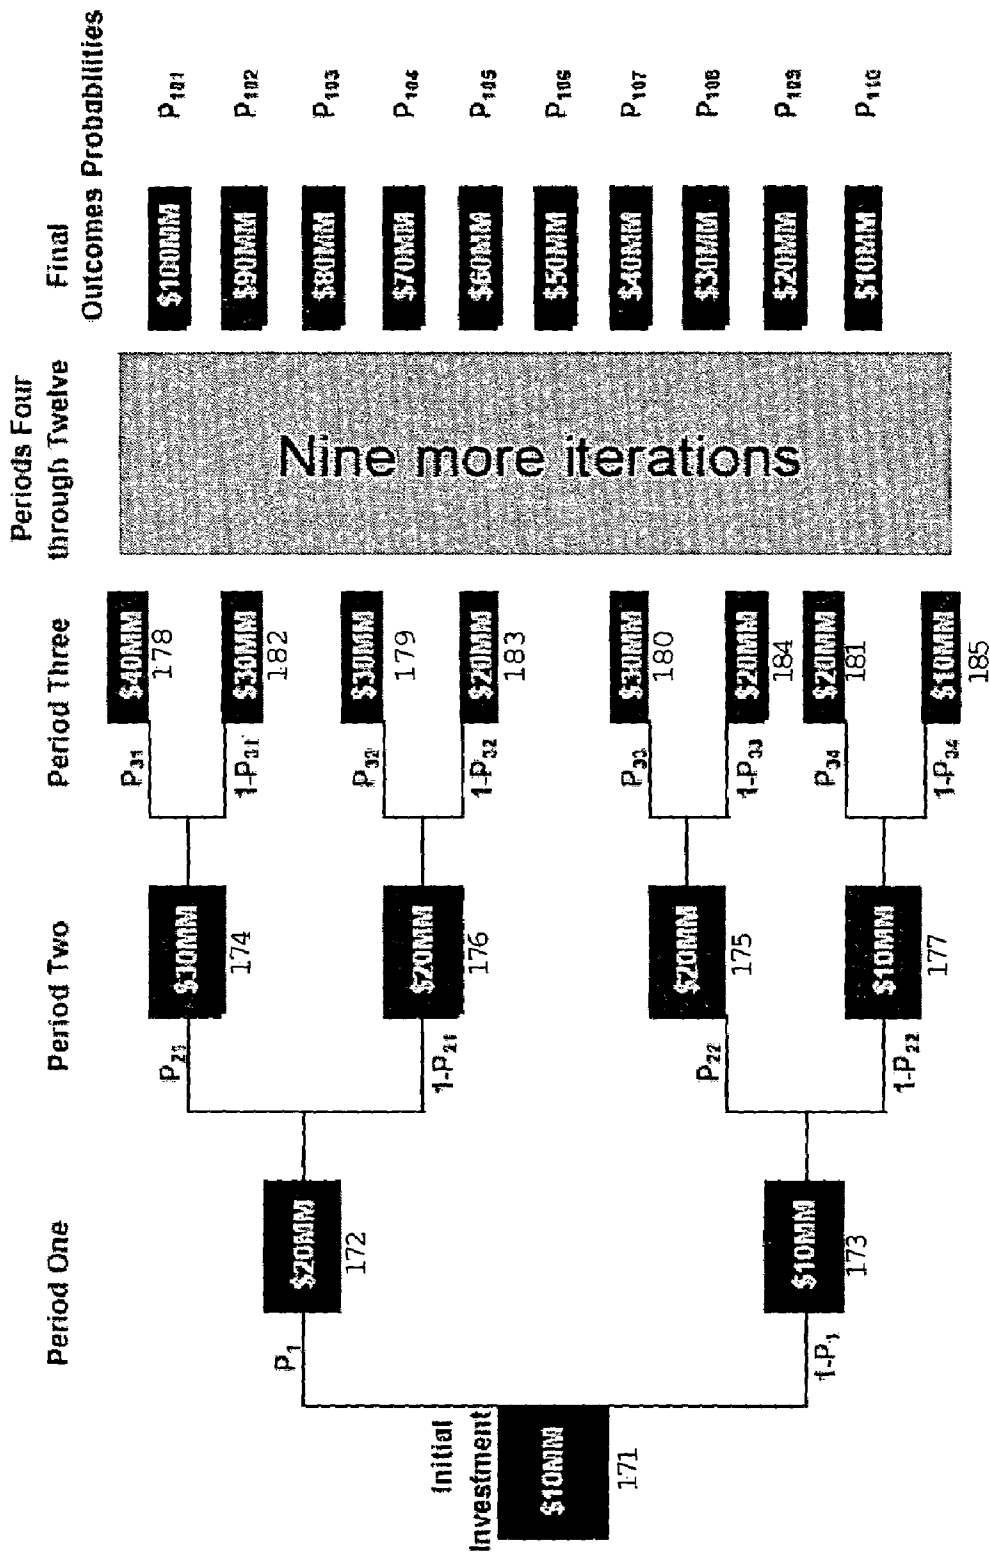 Initial
Investment
$10MM
171
Period One
P1
$20MM
172
1-P1
$10MM
173
Period Two
P21
$30MM
174
1-P21
$20MM
176
P22
$20MM
175
1-P22
$10MM
177
Period Three
P31
$40MM
178
1-P31
$30MM
182
P32
$30MM
179
1-P32
$20MM
183
P33
$30MM
180
1-P33
$20MM
184
P34
$20MM
181
1-P34
$10MM
185
Periods Four
through Twelve
Nine more iterations
Final
Outcomes Probabilities
$100MM P101
$90MM P102
$80MM P103
$70MM P104
$60MM P105
$50MM P106
$40MM P107
$30MM P108
$20MM P109
$10MM P110